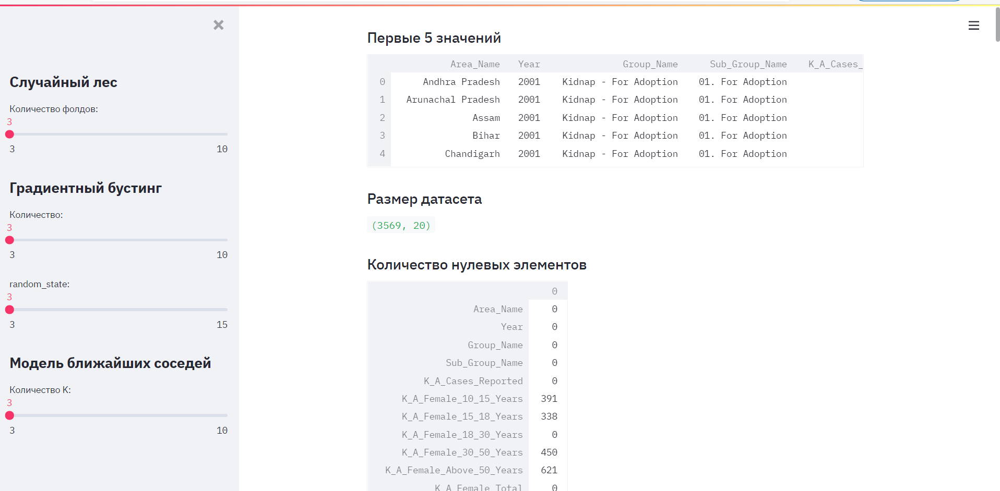 Случайный лес
Количество фолдов:
3
3 10
Градиентный бустинг
Количество:
3
3 10
random_state:
3
3 15
Модель ближайших соседей
Количество K:
3
3 10
Первые 5 значений
Area_Name Year Group_Name Sub_Group_Name K_A_Cases_
0 Andhra Pradesh 2001 Kidnap - For Adoption 01. For Adoption
1 Arunachal Pradesh 2001 Kidnap - For Adoption 01. For Adoption
2 Assam 2001 Kidnap - For Adoption 01. For Adoption
3 Bihar 2001 Kidnap - For Adoption 01. For Adoption
4 Chandigarh 2001 Kidnap - For Adoption 01. For Adoption
Размер датасета
(3569, 20)
Количество нулевых элементов
0
Area_Name 0
Year 0
Group_Name 0
Sub_Group_Name 0
K_A_Cases_Reported 0
K_A_Female_10_15_Years 391
K_A_Female_15_18_Years 338
K_A_Female_18_30_Years 0
K_A_Female_30_50_Years 450
K_A_Female_Above_50_Years 621
K_A_Female_Total 0